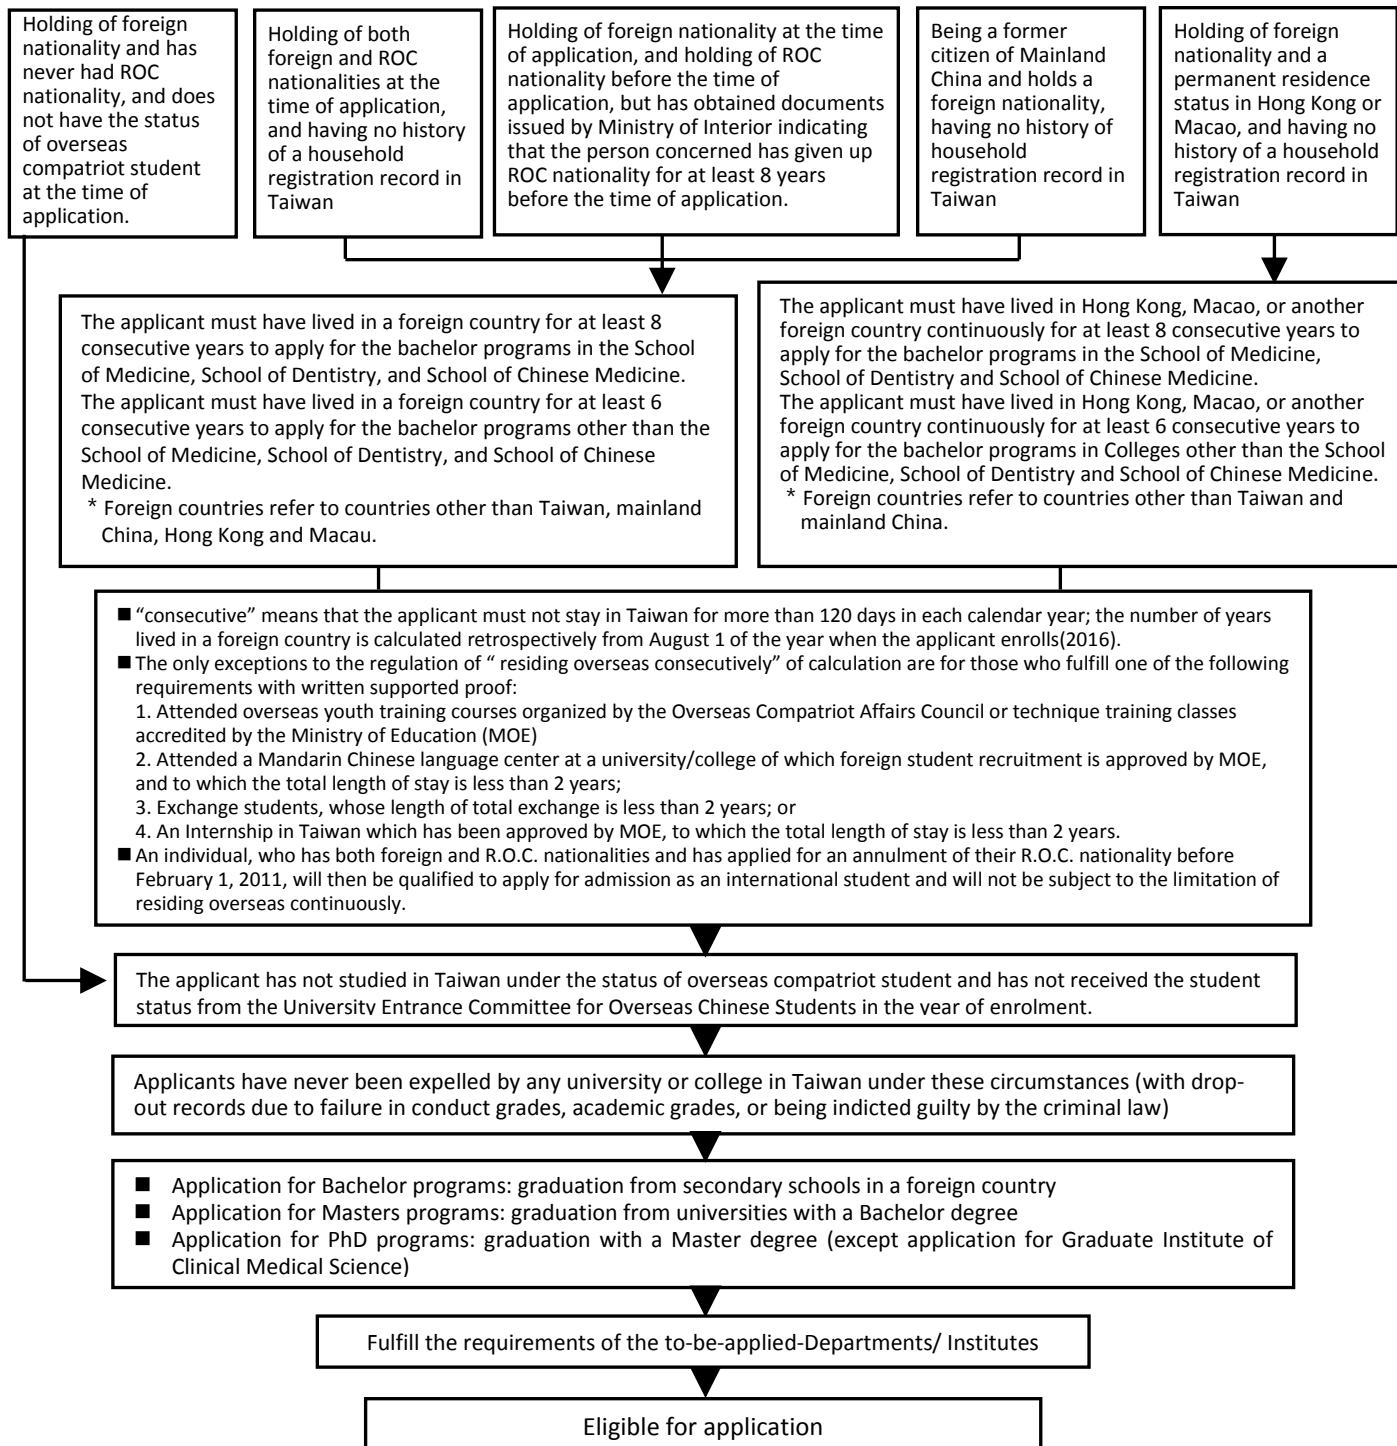 Holding of foreign
nationality and has
never had ROC
nationality, and does
not have the status
of overseas
compatriot student
at the time of
application.
Holding of both
foreign and ROC
nationalities at the
time of application,
and having no history
of a household
registration record in
Taiwan
Holding of foreign nationality at the time
of application, and holding of ROC
nationality before the time of
application, but has obtained documents
issued by Ministry of Interior indicating
that the person concerned has given up
ROC nationality for at least 8 years
before the time of application.
Being a former
citizen of Mainland
China and holds a
foreign nationality,
having no history of
household
registration record in
Taiwan
Holding of foreign
nationality and a
permanent residence
status in Hong Kong or
Macao, and having no
history of a household
registration record in
Taiwan
The applicant must have lived in a foreign country for at least 8
consecutive years to apply for the bachelor programs in the School
of Medicine, School of Dentistry, and School of Chinese Medicine.
The applicant must have lived in a foreign country for at least 6
consecutive years to apply for the bachelor programs other than the
School of Medicine, School of Dentistry, and School of Chinese
Medicine.
* Foreign countries refer to countries other than Taiwan, mainland
China, Hong Kong and Macau.
The applicant must have lived in Hong Kong, Macao, or another
foreign country continuously for at least 8 consecutive years to
apply for the bachelor programs in the School of Medicine,
School of Dentistry and School of Chinese Medicine.
The applicant must have lived in Hong Kong, Macao, or another
foreign country continuously for at least 6 consecutive years to
apply for the bachelor programs in Colleges other than the School
of Medicine, School of Dentistry and School of Chinese Medicine.
* Foreign countries refer to countries other than Taiwan and
mainland China.
■ “consecutive” means that the applicant must not stay in Taiwan for more than 120 days in each calendar year; the number of years
lived in a foreign country is calculated retrospectively from August 1 of the year when the applicant enrolls(2016).
■ The only exceptions to the regulation of “ residing overseas consecutively” of calculation are for those who fulfill one of the following
requirements with written supported proof:
1. Attended overseas youth training courses organized by the Overseas Compatriot Affairs Council or technique training classes
accredited by the Ministry of Education (MOE)
2. Attended a Mandarin Chinese language center at a university/college of which foreign student recruitment is approved by MOE,
and to which the total length of stay is less than 2 years;
3. Exchange students, whose length of total exchange is less than 2 years; or
4. An Internship in Taiwan which has been approved by MOE, to which the total length of stay is less than 2 years.
■ An individual, who has both foreign and R.O.C. nationalities and has applied for an annulment of their R.O.C. nationality before
February 1, 2011, will then be qualified to apply for admission as an international student and will not be subject to the limitation of
residing overseas continuously.
The applicant has not studied in Taiwan under the status of overseas compatriot student and has not received the student
status from the University Entrance Committee for Overseas Chinese Students in the year of enrolment.
Applicants have never been expelled by any university or college in Taiwan under these circumstances (with drop-
out records due to failure in conduct grades, academic grades, or being indicted guilty by the criminal law)
■ Application for Bachelor programs: graduation from secondary schools in a foreign country
■ Application for Masters programs: graduation from universities with a Bachelor degree
■ Application for PhD programs: graduation with a Master degree (except application for Graduate Institute of
Clinical Medical Science)
Fulfill the requirements of the to-be-applied-Departments/ Institutes
Eligible for application